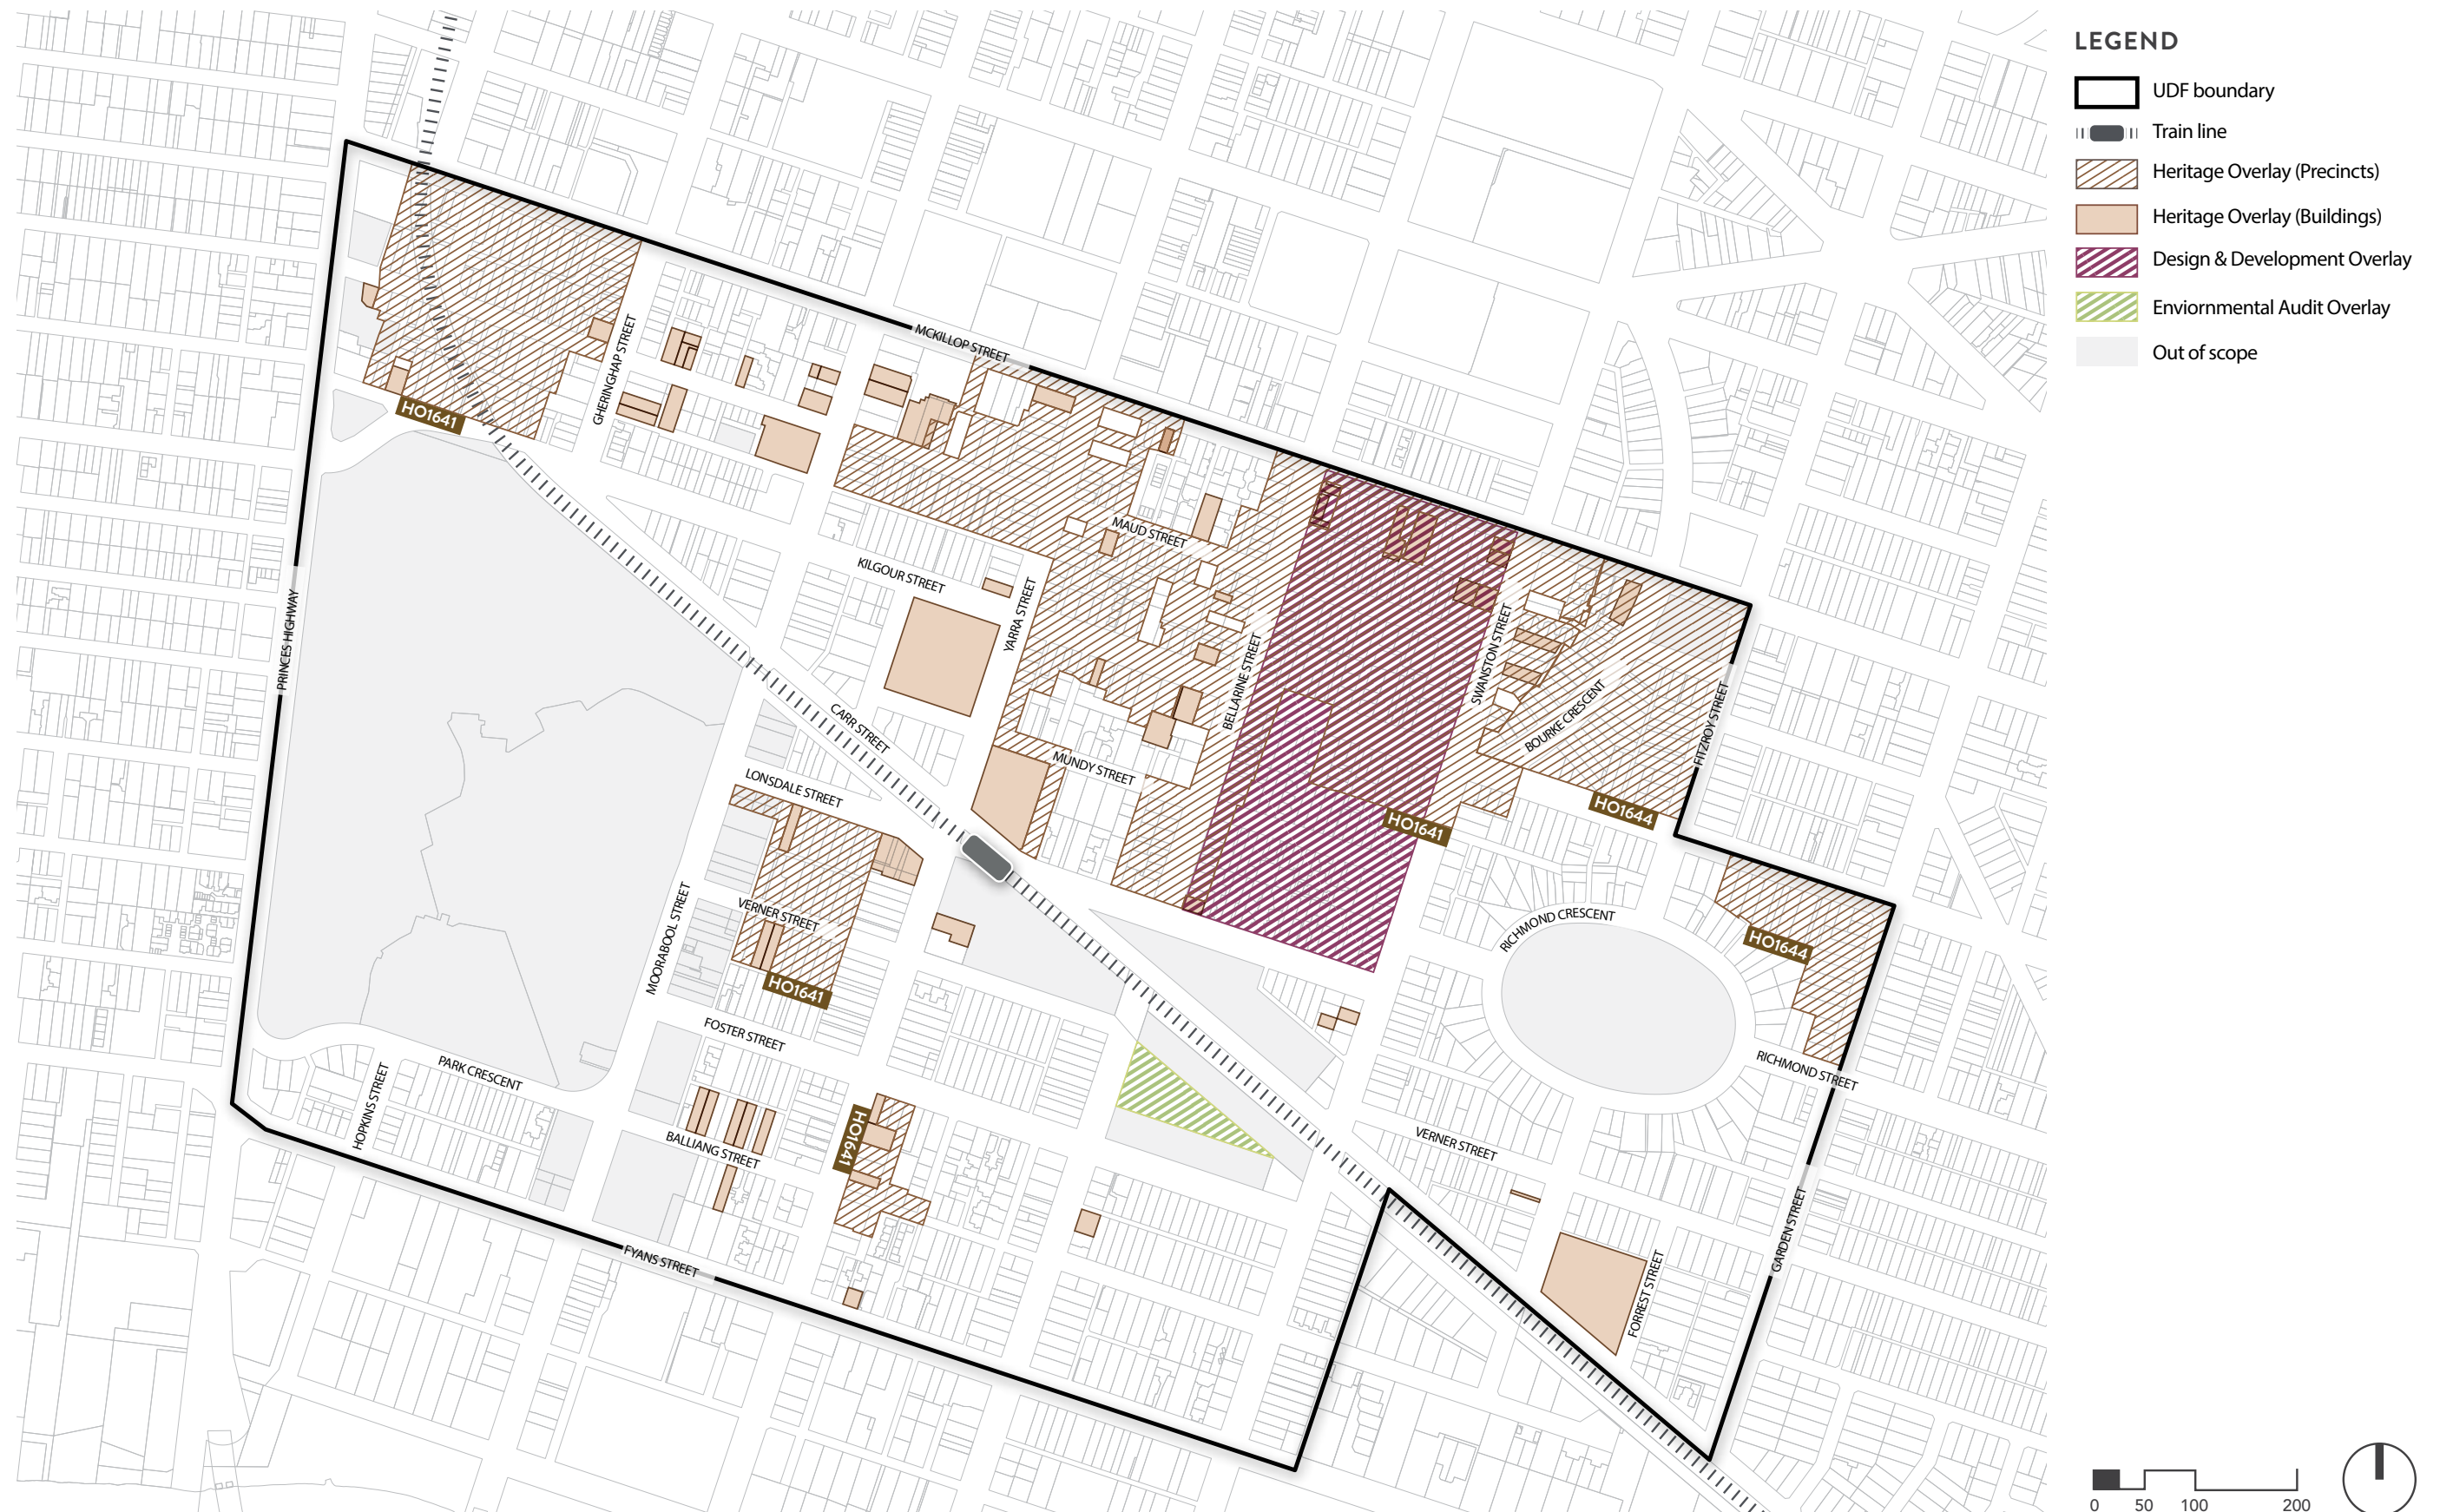 LEGEND
UDF boundary
Train line
Heritage Overlay (Precincts)
Heritage Overlay (Buildings)
Design & Development Overlay
Enviornmental Audit Overlay
Out of scope
MCKILLOP STREET
GHERINGHAP STREET
HO1641
MAUD STREET
KILGOUR STREET
YARRA STREET
PRINCES HIGHWAY
BELLARINE STREET
SWANSTON STREET
BOURKE CRESCENT
FITZROY STREET
CARR STREET
MUNDY STREET
LONSDALE STREET
HO1641
HO1644
VERNER STREET
MOORABOOL STREET
RICHMOND CRESCENT
HO1644
HO1641
FOSTER STREET
PARK CRESCENT
HOPKINS STREET
RICHMOND STREET
HO1641
BALLIANG STREET
VERNER STREET
GARDEN STREET
FYANS STREET
FORREST STREET
0 50 100 200